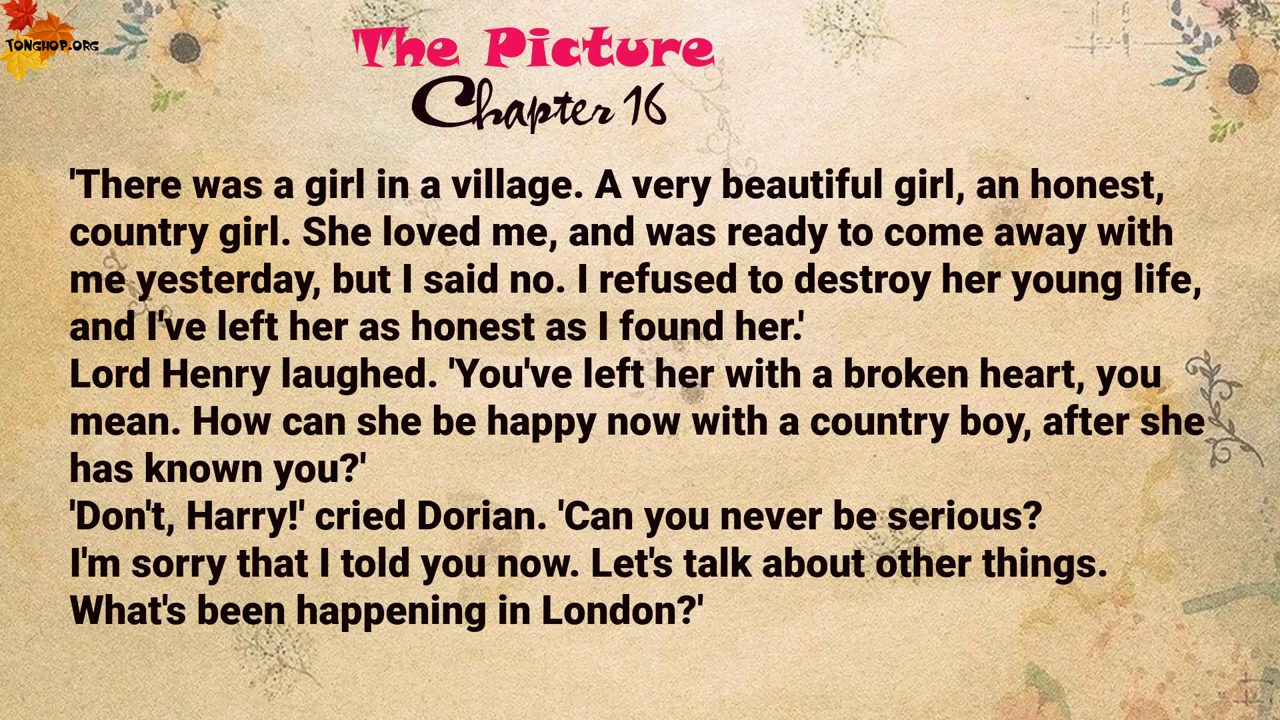 TONGHOP.ORG
The Picture
Chapter 16
'There was a girl in a village. A very beautiful girl, an honest,
country girl. She loved me, and was ready to come away with
me yesterday, but I said no. I refused to destroy her young life,
and I've left her as honest as I found her.'
Lord Henry laughed. 'You've left her with a broken heart, you
mean. How can she be happy now with a country boy, after she
has known you?'
'Don't, Harry!' cried Dorian. 'Can you never be serious?
I'm sorry that I told you now. Let's talk about other things.
What's been happening in London?'